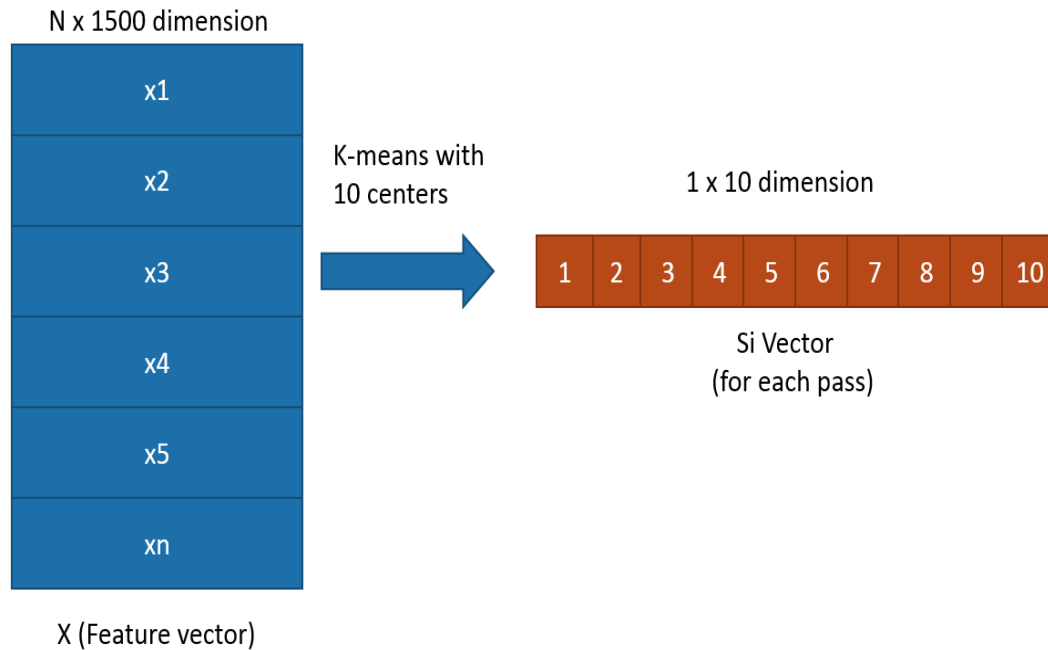 N x 1500 dimension
x1
x2
x3
x4
x5
xn
X (Feature vector)
K-means with
10 centers
1 x 10 dimension
1 2 3 4 5 6 7 8 9 10
Si Vector
(for each pass)